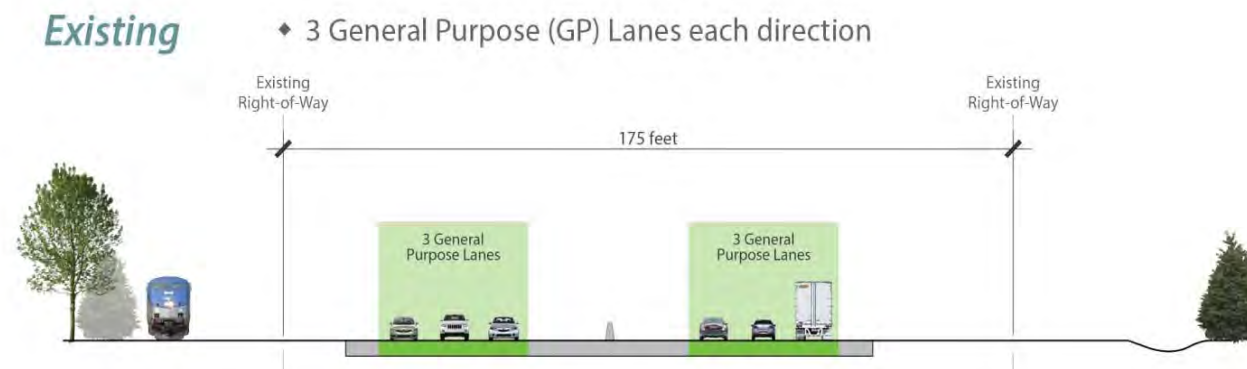 Existing
◆ 3 General Purpose (GP) Lanes each direction
Existing
Right-of-Way
Existing
Right-of-Way
175 feet
3 General
Purpose Lanes
3 General
Purpose Lanes